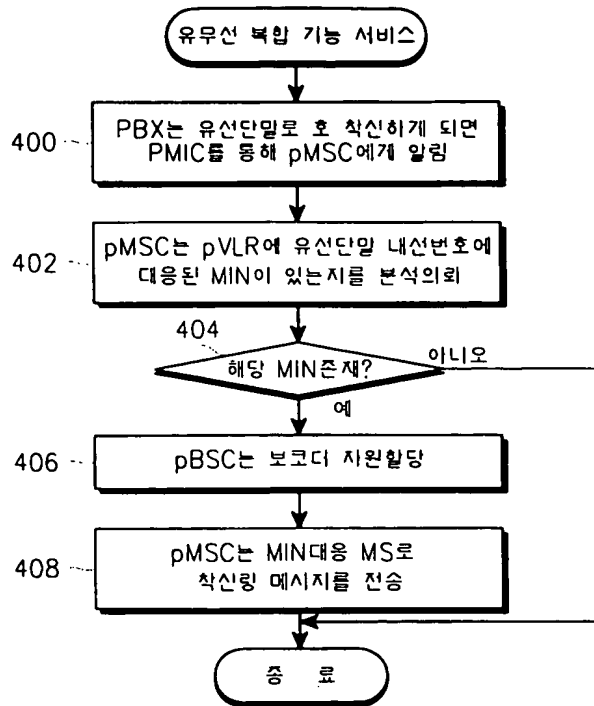 유무선 복합 기능 서비스
400
PBX는 유선단말로 호 착신하게 되면
PMIC를 통해 pMSC에게 알림
402
pMSC는 pVLR에 유선단말 내선번호에
대응된 MIN이 있는지를 분석의뢰
404
해당 MIN존재?
아니오
예
406
pBSC는 보코더 자원할당
408
pMSC는 MIN대응 MS로
착신링 메시지를 전송
종 료